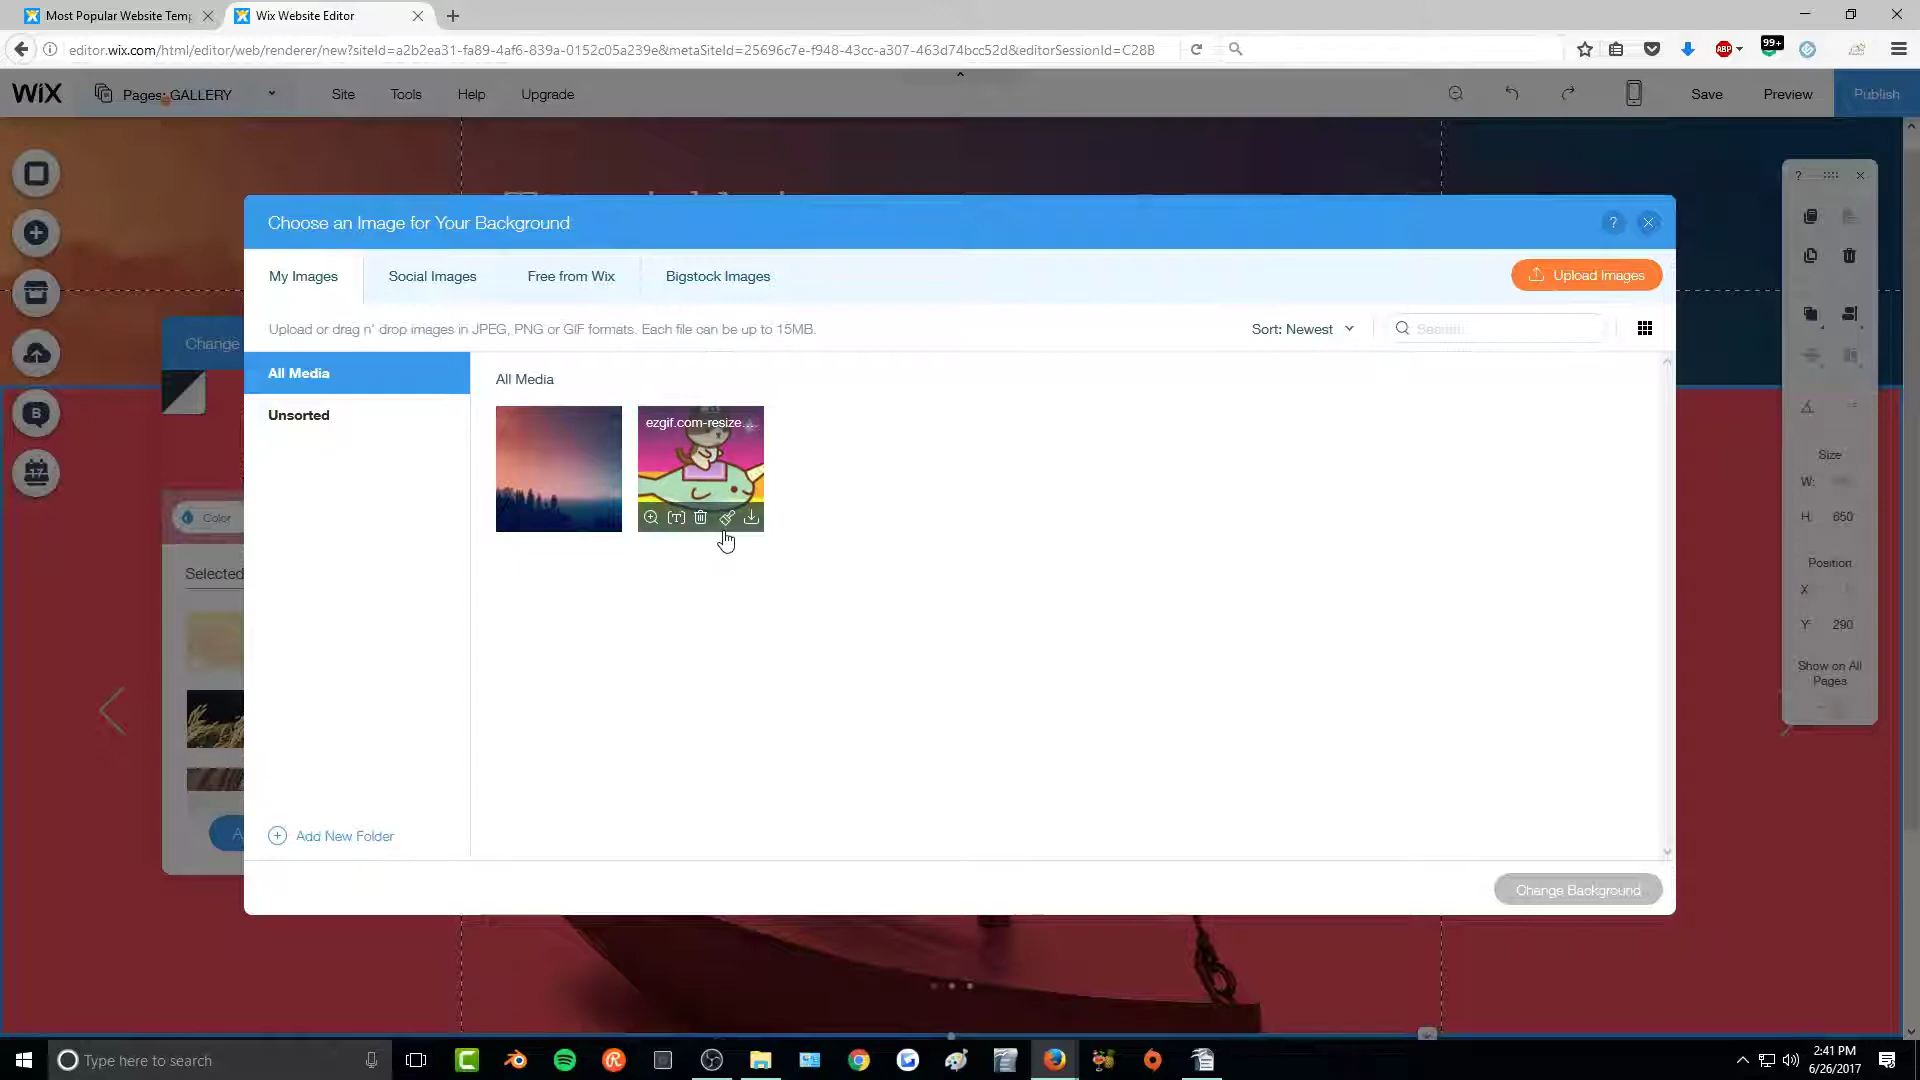 Most Popular Website Temp
Wix Website Editor
editor.wix.com/html/editor/web/renderer/new?siteId=a2b2ea31-fa89-4af6-839a-0152c05a239e&metaSiteId=25696c7e-f948-43cc-a307-463d74bcc52d&editorSessionId=C28B
ABP
99+
WiX
Pages: GALLERY
Site
Tools
Help
Upgrade
Save
Preview
Publish
Choose an Image for Your Background
?
My Images
Social Images
Free from Wix
Bigstock Images
Upload Images
Upload or drag n' drop images in JPEG, PNG or GIF formats. Each file can be up to 15MB.
Sort: Newest
Search...
All Media
Unsorted
All Media
ezgif.com-resize...
Add New Folder
Change Background
Change
Color
Selected
A
B
17
?
Size
W:
H: 650
Position
X
Y: 290
Show on All
Pages
Type here to search
2:41 PM
6/26/2017